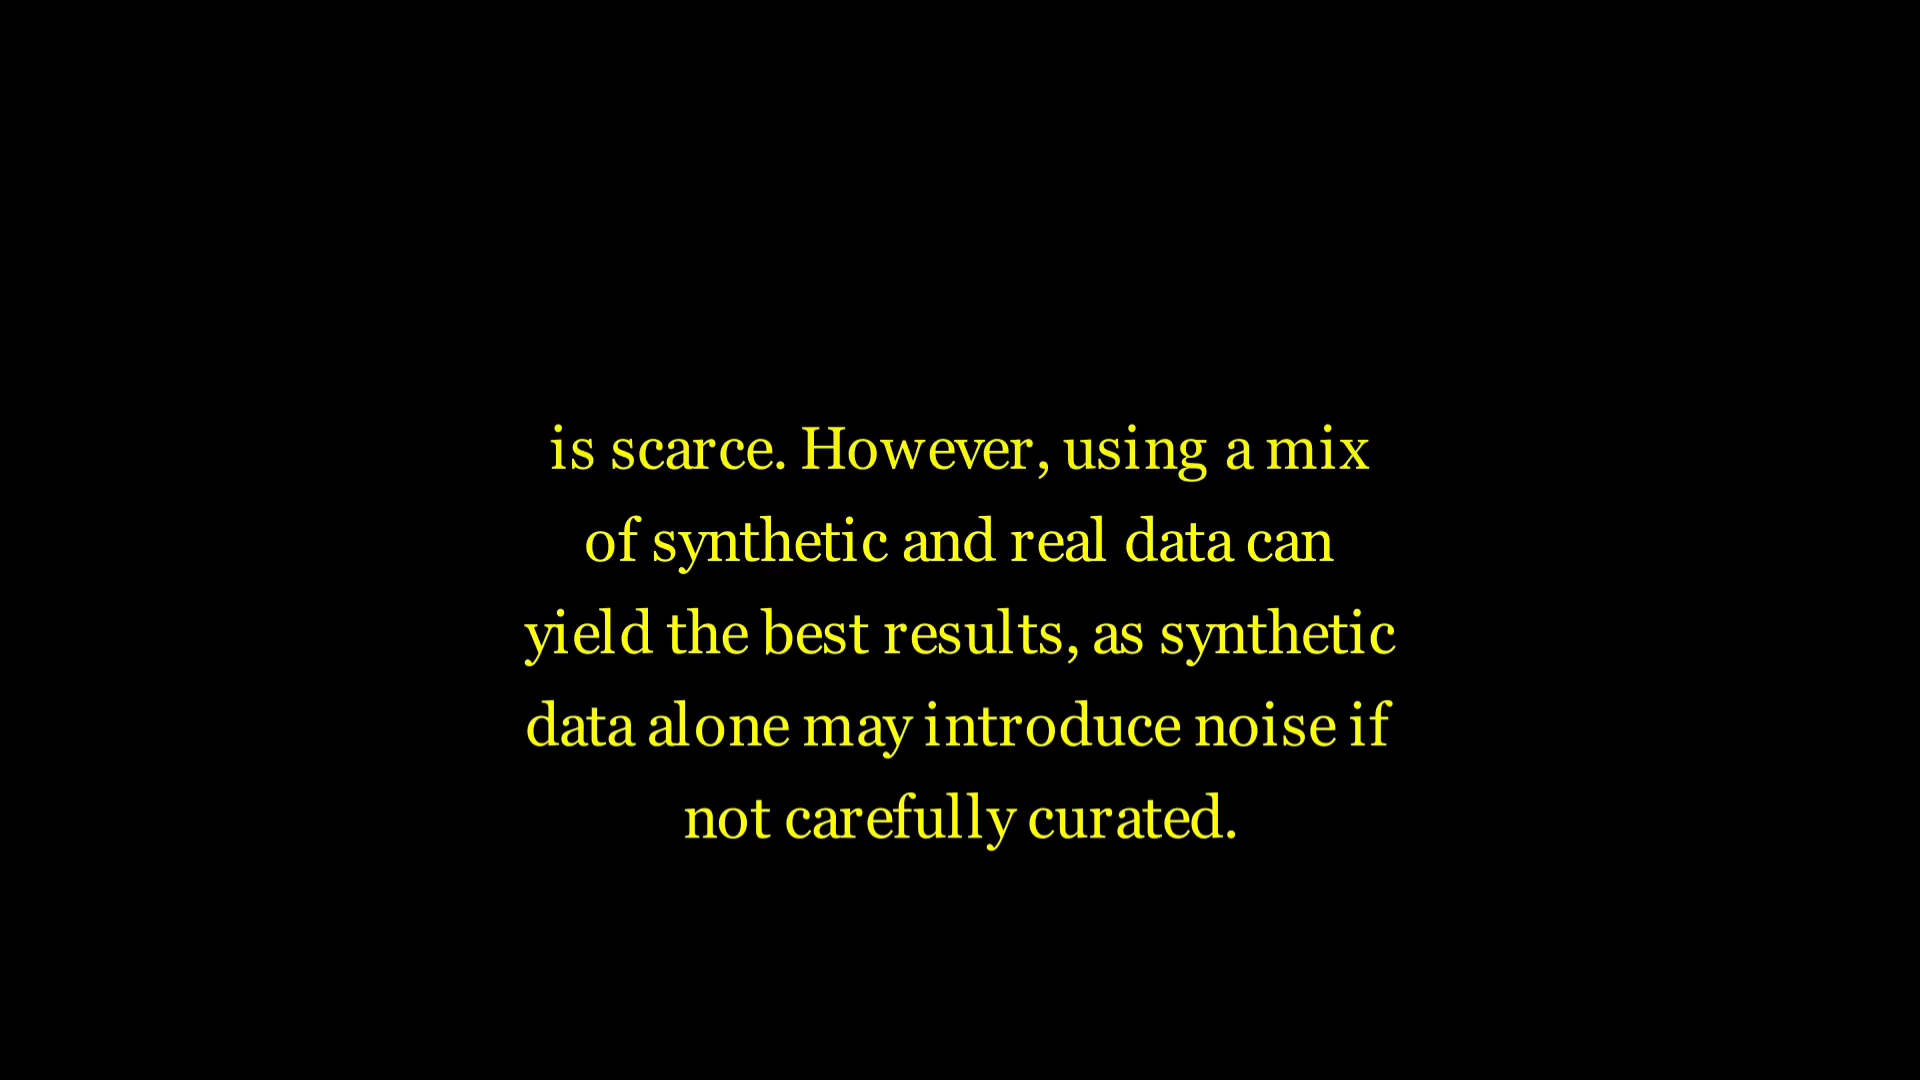 is scarce. However, using a mix
of synthetic and real data can
yield the best results, as synthetic
data alone may introduce noise if
not carefully curated.